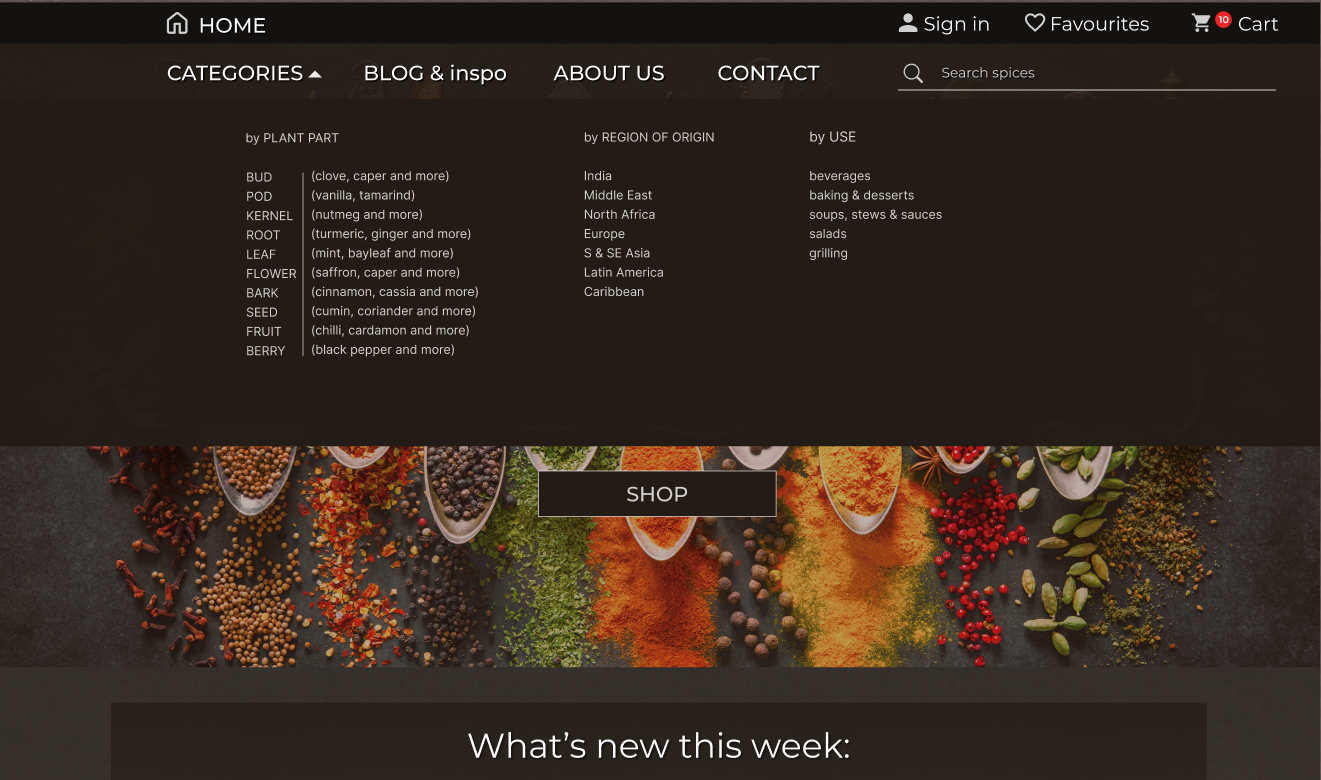 HOME
Sign in
Favourites
10
Cart
CATEGORIES
BLOG & inspo
ABOUT US
CONTACT
Search spices
by PLANT PART
BUD (clove, caper and more)
POD (vanilla, tamarind)
KERNEL (nutmeg and more)
ROOT (turmeric, ginger and more)
LEAF (mint, bayleaf and more)
FLOWER (saffron, caper and more)
BARK (cinnamon, cassia and more)
SEED (cumin, coriander and more)
FRUIT (chilli, cardamon and more)
BERRY (black pepper and more)
by REGION OF ORIGIN
India
Middle East
North Africa
Europe
S & SE Asia
Latin America
Caribbean
by USE
beverages
baking & desserts
soups, stews & sauces
salads
grilling
SHOP
What's new this week: